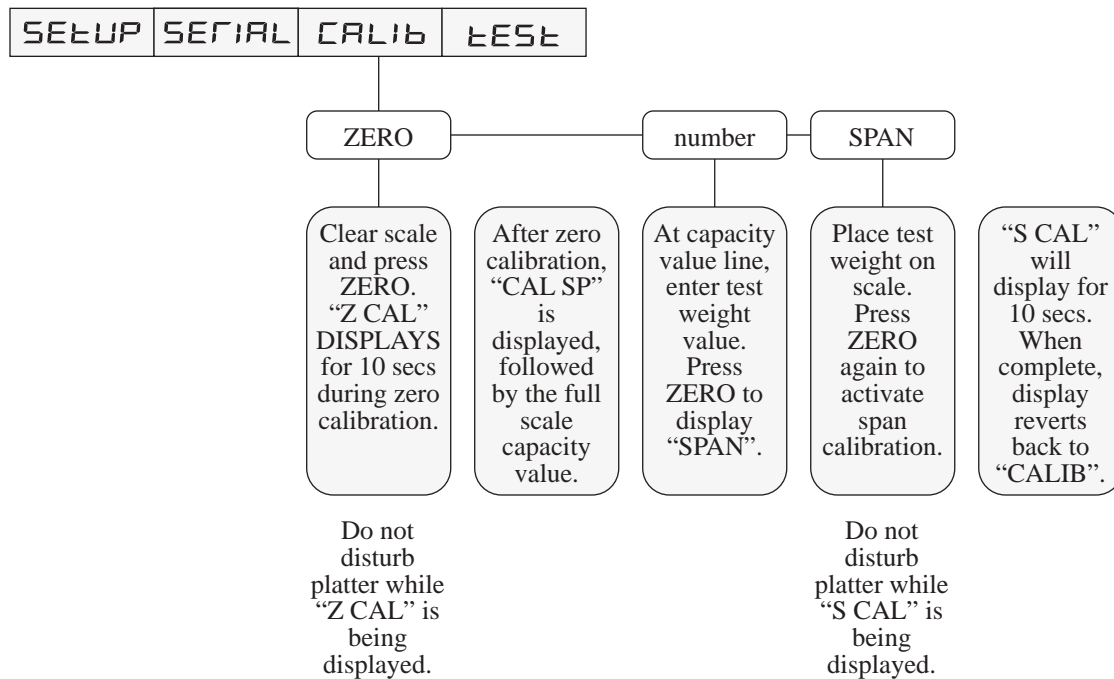 SEtUP SErIAL CALIb tESt
ZERO number SPAN
Clear scale
and press
ZERO.
“Z CAL”
DISPLAYS
for 10 secs
during zero
calibration.
After zero
calibration,
“CAL SP”
is
displayed,
followed
by the full
scale
capacity
value.
At capacity
value line,
enter test
weight
value.
Press
ZERO to
display
“SPAN”.
Place test
weight on
scale.
Press
ZERO
again to
activate
span
calibration.
“S CAL”
will
display for
10 secs.
When
complete,
display
reverts
back to
“CALIB”.
Do not
disturb
platter while
“Z CAL” is
being
displayed.
Do not
disturb
platter while
“S CAL” is
being
displayed.